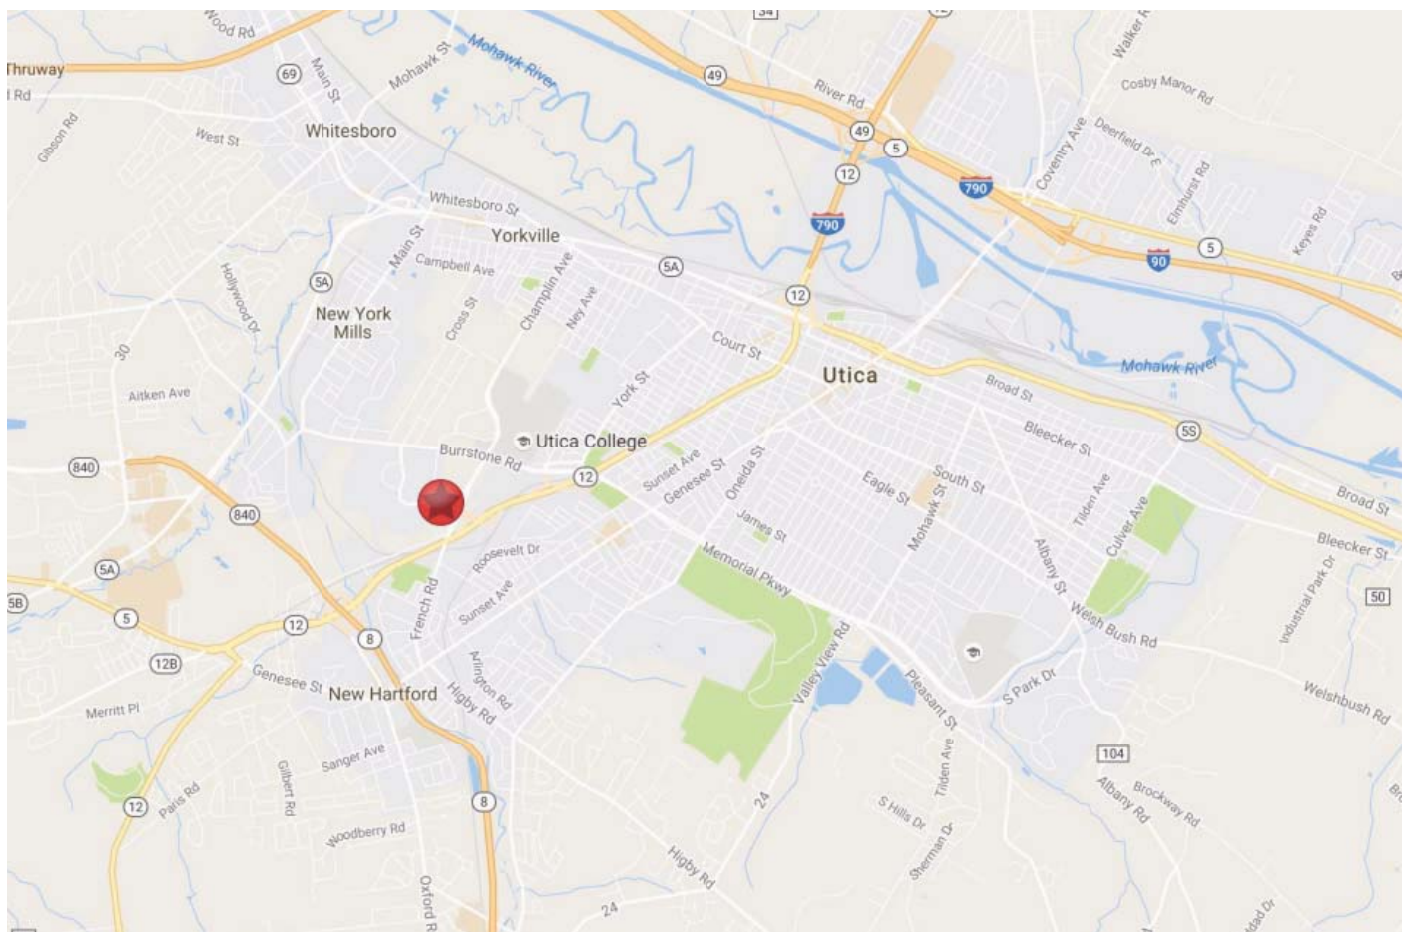 34
12
Wood Rd
Mohawk St
Mohawk River
Walker R
Thruway
69
Main St
49
River Rd
Cosby Manor Rd
l Rd
Gibson Rd
West St
Whitesboro
49
5
Coventry Ave
Deerfield Dr E
12
790
Elmhurst Rd
Whitesboro St
790
Keyes Rd
Main St
Yorkville
5
Campbell Ave
5A
90
Hollywood Dr
5A
Champlin Ave
12
New York
Mills
Cross St
Ney Ave
30
Court St
Utica
Mohawk River
Aitken Ave
York St
Broad St
Bleecker St
5S
Utica College
Burrstone Rd
840
12
Sunset Ave
Genesee St
Oneida St
Eagle St
South St
Mohawk St
Tilden Ave
Culver Ave
Broad St
840
James St
Bleecker St
5A
Roosevelt Dr
Memorial Pkwy
Albany St
5B
French Rd
Sunset Ave
50
5
12
8
Industrial Park Dr
12B
Welsh Bush Rd
Valley View Rd
Genesee St
New Hartford
Arlington Rd
Higby Rd
Pleasant St
S Park Dr
Welshbush Rd
Merritt Pl
Sanger Ave
Gilbert Rd
Tilden Ave
104
12
Paris Rd
8
24
Albany Rd
Brockway Rd
S Hills Dr
Woodberry Rd
Sherman Dr
Higby Rd
Oxford R
24
dad Dr